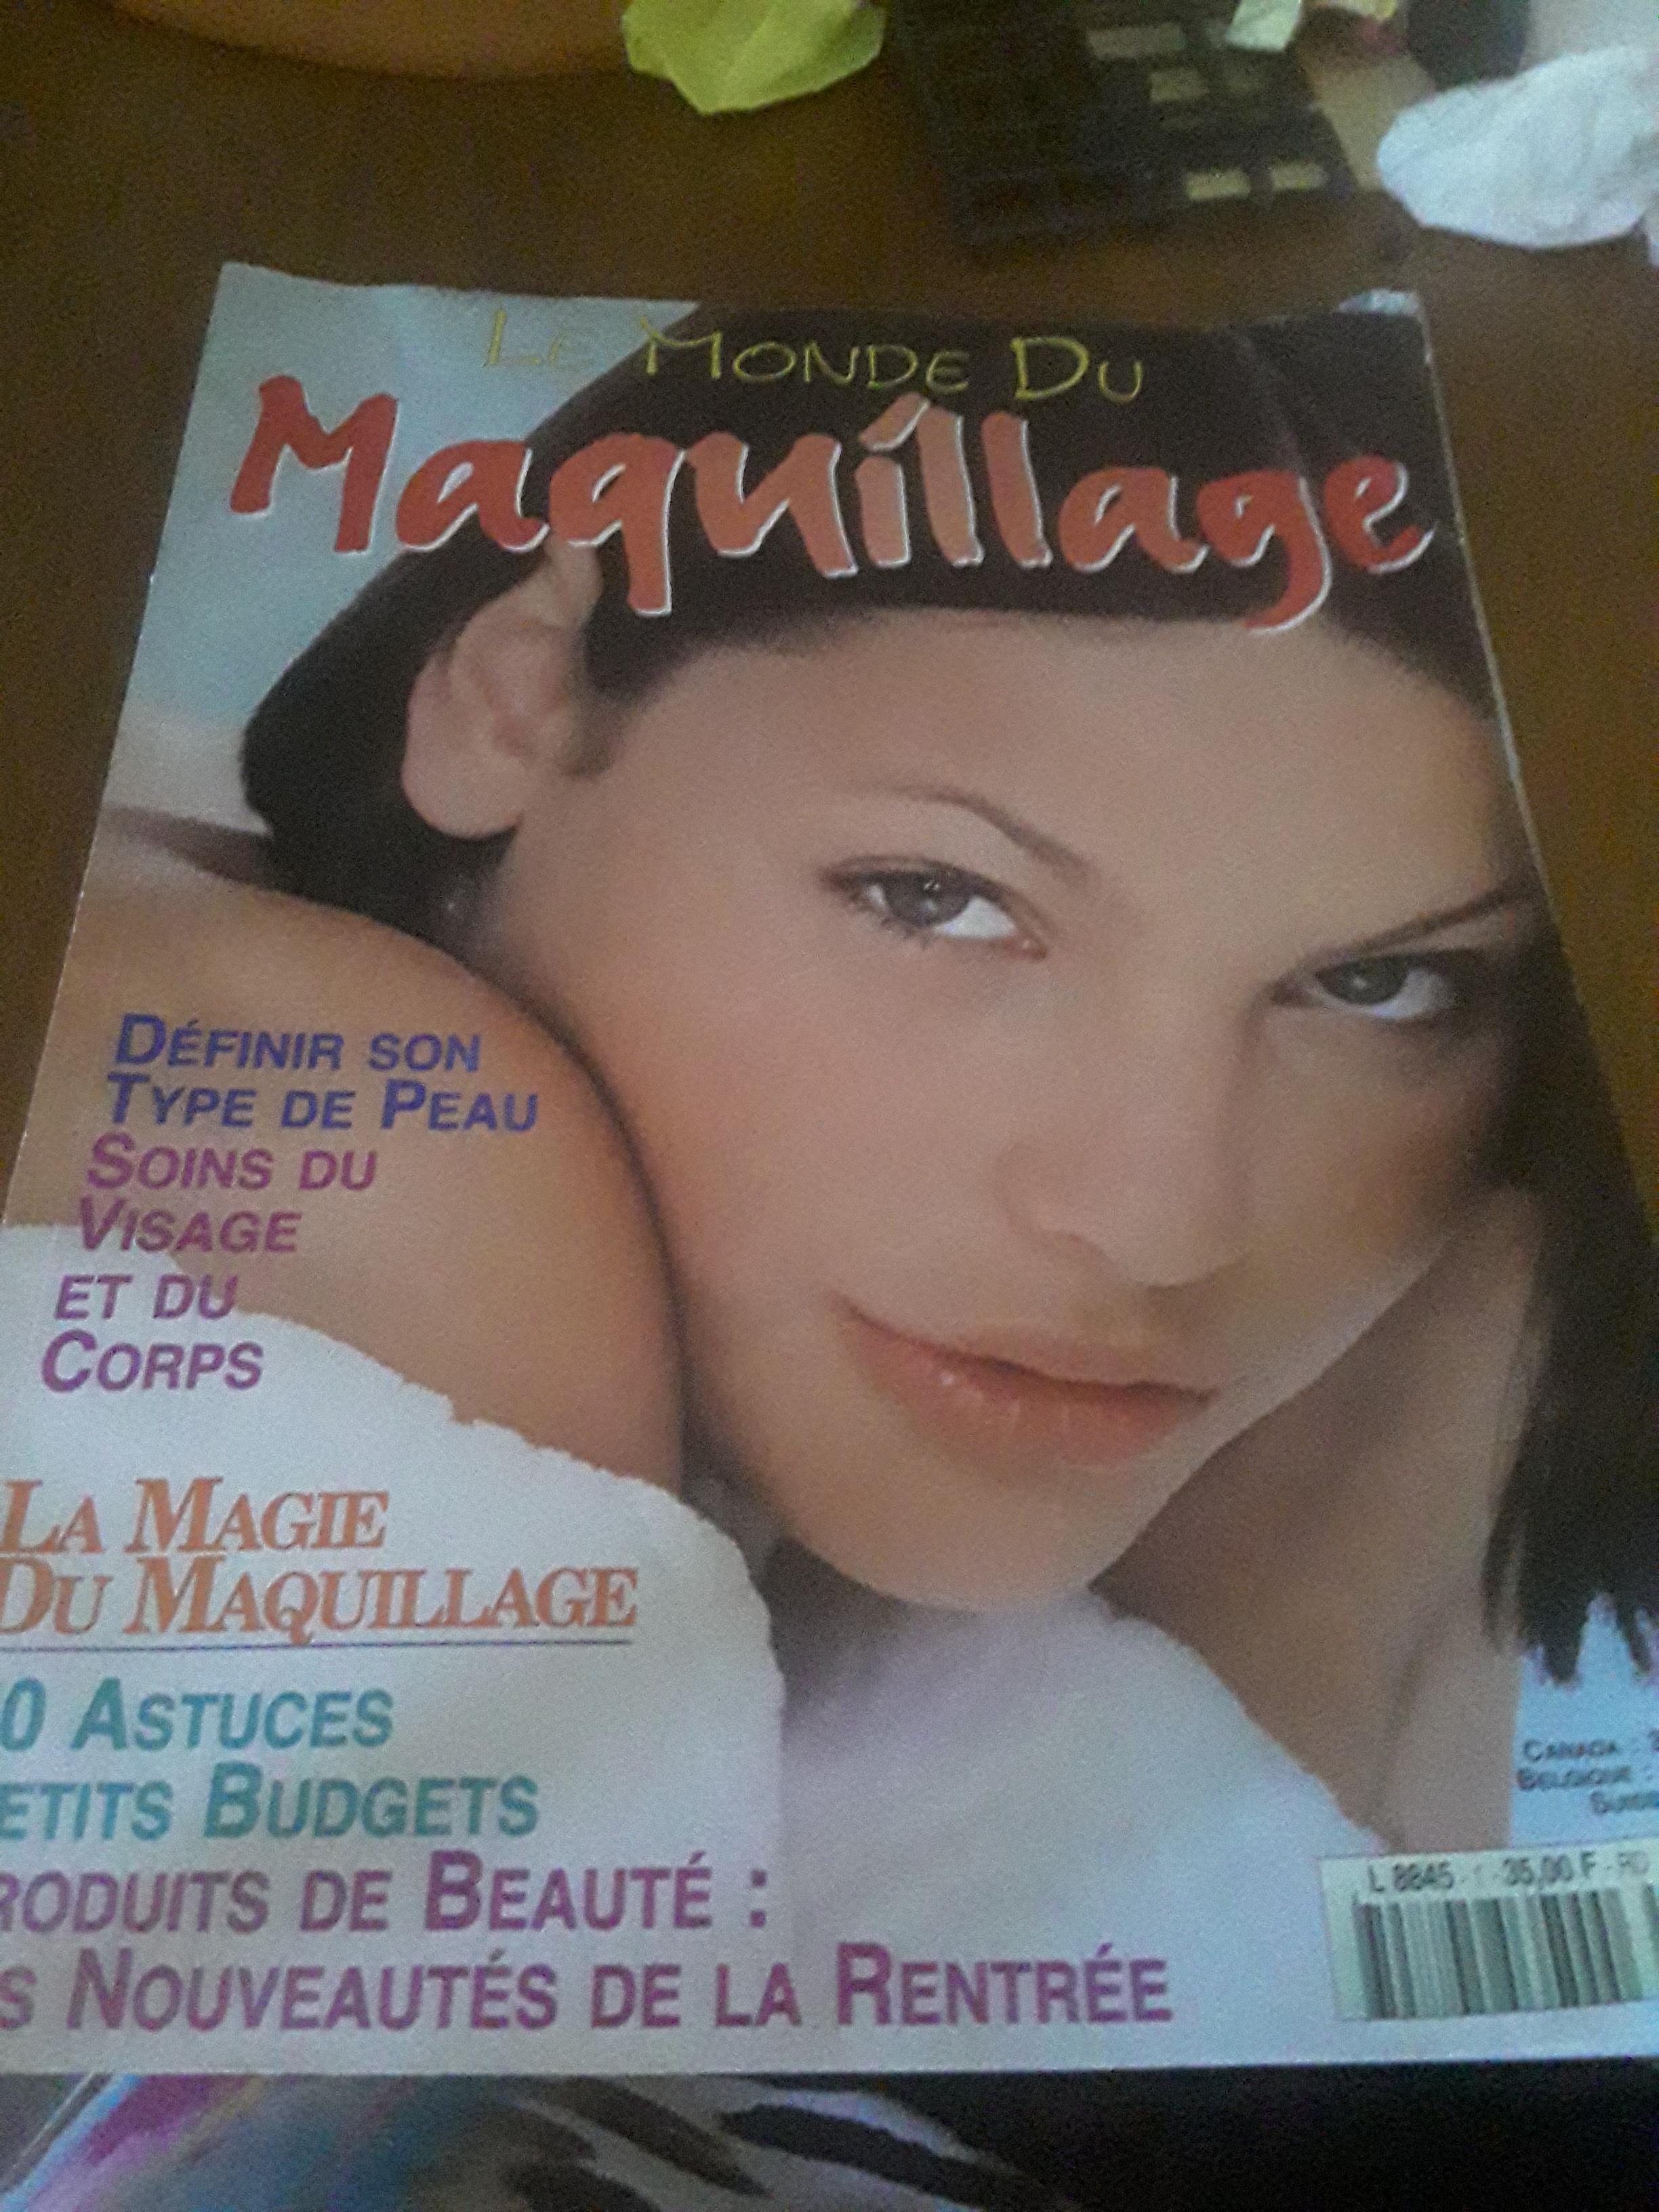 Le Monde Du
Maquillage
Définir son
Type de Peau
Soins du
Visage
et du
Corps
La Magie
Du Maquillage
0 Astuces
etits Budgets
roduits de Beauté :
s Nouveautés de la Rentrée
Canada :
Belgique :
L 8845 - 1 - 35,00 F - RD